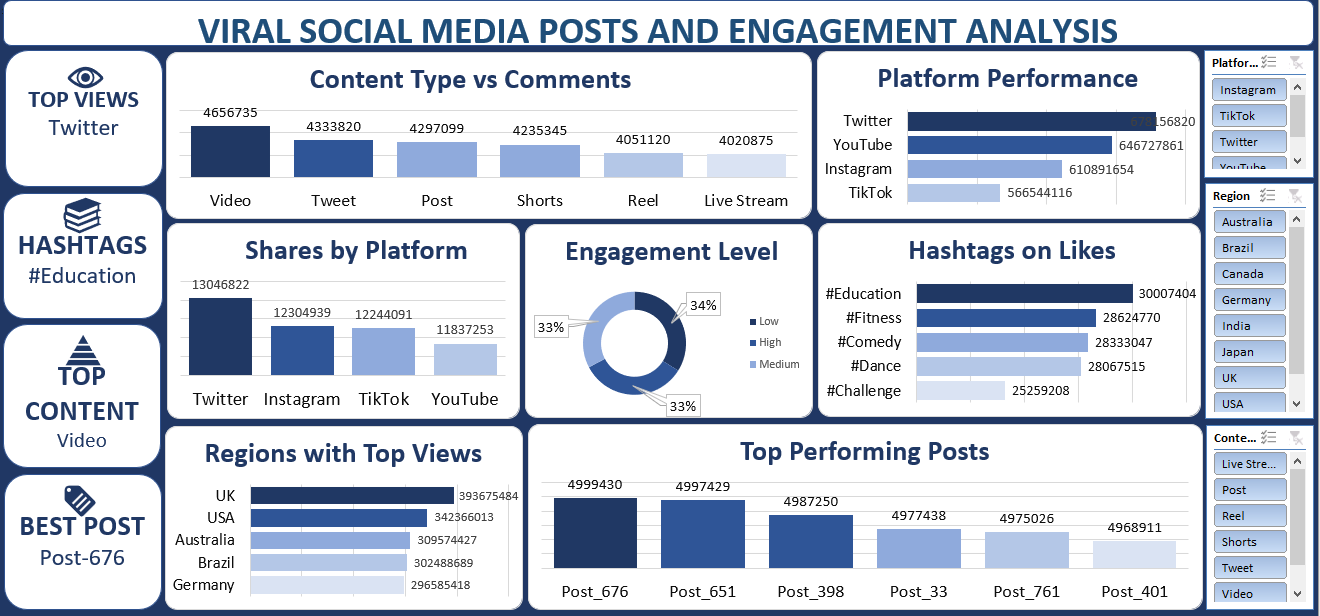 VIRAL SOCIAL MEDIA POSTS AND ENGAGEMENT ANALYSIS
TOP VIEWS
Twitter
HASHTAGS
#Education
TOP
CONTENT
Video
BEST POST
Post-676
Content Type vs Comments
4656735 4333820 4297099 4235345 4051120 4020875
Video Tweet Post Shorts Reel Live Stream
Platform Performance
Twitter 678156820
YouTube 646727861
Instagram 610891654
TikTok 566544116
Shares by Platform
13046822 12304939 12244091 11837253
Twitter Instagram TikTok YouTube
Engagement Level
34%
33%
33%
Low
High
Medium
Hashtags on Likes
#Education 30007404
#Fitness 28624770
#Comedy 28333047
#Dance 28067515
#Challenge 25259208
Regions with Top Views
UK 393675484
USA 342366013
Australia 309574427
Brazil 302488689
Germany 296585418
Top Performing Posts
4999430 4997429 4987250 4977438 4975026 4968911
Post_676 Post_651 Post_398 Post_33 Post_761 Post_401
Platfor...
Instagram
TikTok
Twitter
YouTube
Region
Australia
Brazil
Canada
Germany
India
Japan
UK
USA
Conte...
Live Stre...
Post
Reel
Shorts
Tweet
Video